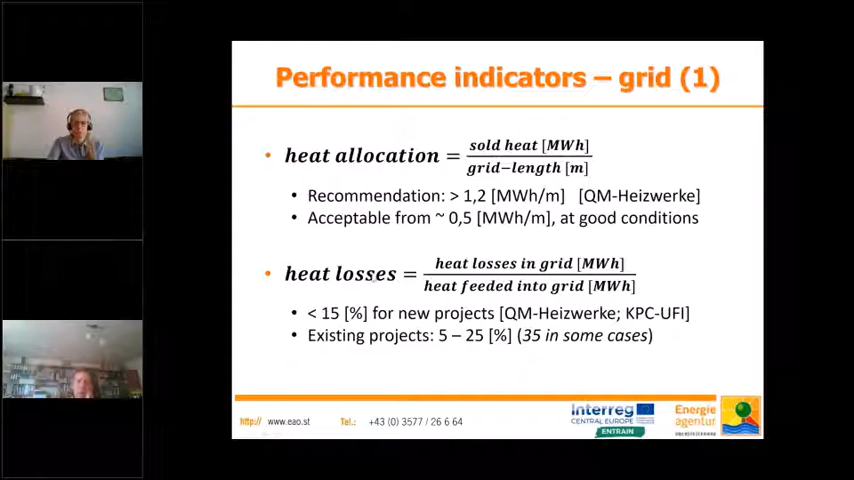 Performance indicators – grid (1)
• heat allocation = sold heat [MWh] / grid−length [m]
• Recommendation: > 1,2 [MWh/m] [QM-Heizwerke]
• Acceptable from ~ 0,5 [MWh/m], at good conditions
• heat losses = heat losses in grid [MWh] / heat feeded into grid [MWh]
• < 15 [%] for new projects [QM-Heizwerke; KPC-UFI]
• Existing projects: 5 – 25 [%] (35 in some cases)
http:// www.eao.st Tel.: +43 (0) 3577 / 26 6 64
Interreg
CENTRAL EUROPE
ENTRAIN
Energie
agentur